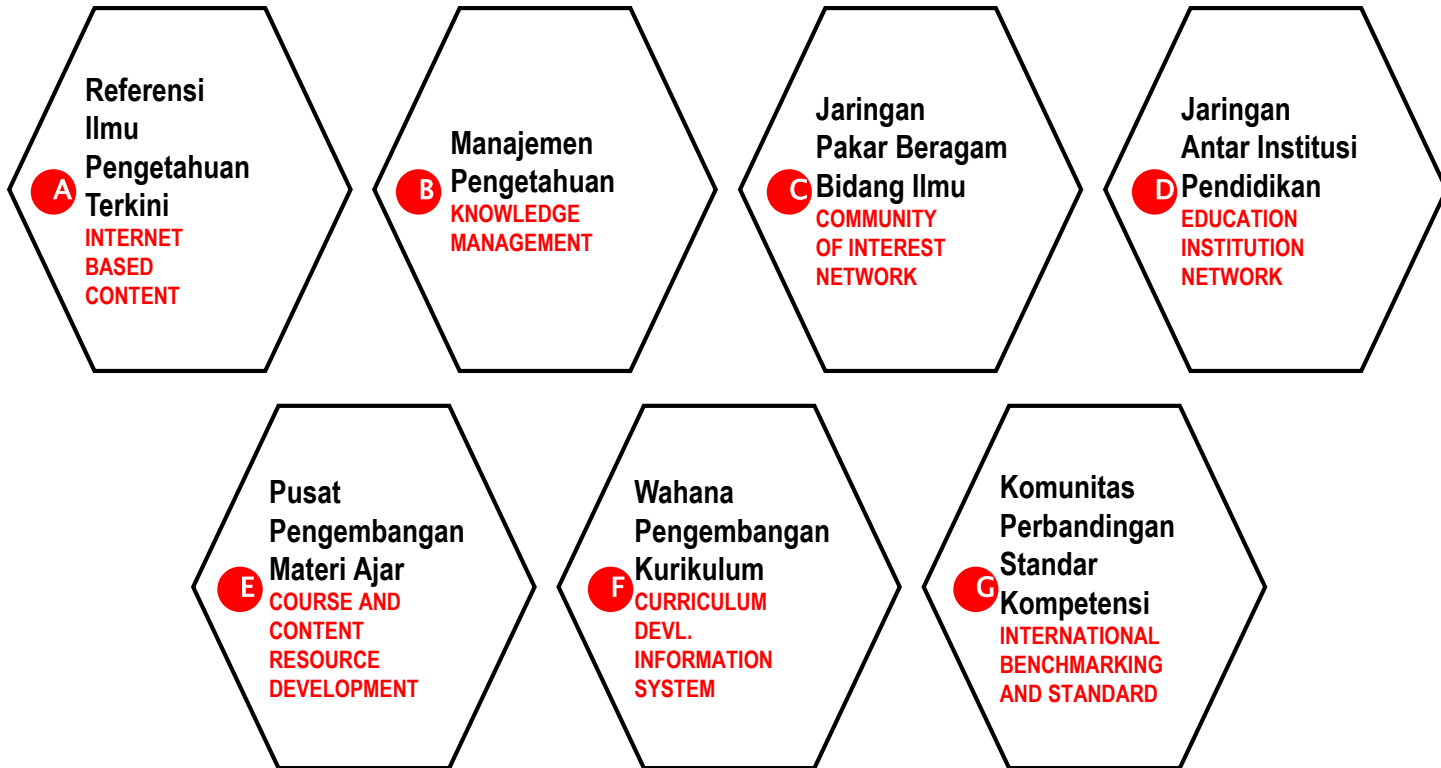 A
Referensi
Ilmu
Pengetahuan
Terkini
INTERNET
BASED
CONTENT
B
Manajemen
Pengetahuan
KNOWLEDGE
MANAGEMENT
C
Jaringan
Pakar Beragam
Bidang Ilmu
COMMUNITY
OF INTEREST
NETWORK
D
Jaringan
Antar Institusi
Pendidikan
EDUCATION
INSTITUTION
NETWORK
E
Pusat
Pengembangan
Materi Ajar
COURSE AND
CONTENT
RESOURCE
DEVELOPMENT
F
Wahana
Pengembangan
Kurikulum
CURRICULUM
DEVL.
INFORMATION
SYSTEM
G
Komunitas
Perbandingan
Standar
Kompetensi
INTERNATIONAL
BENCHMARKING
AND STANDARD